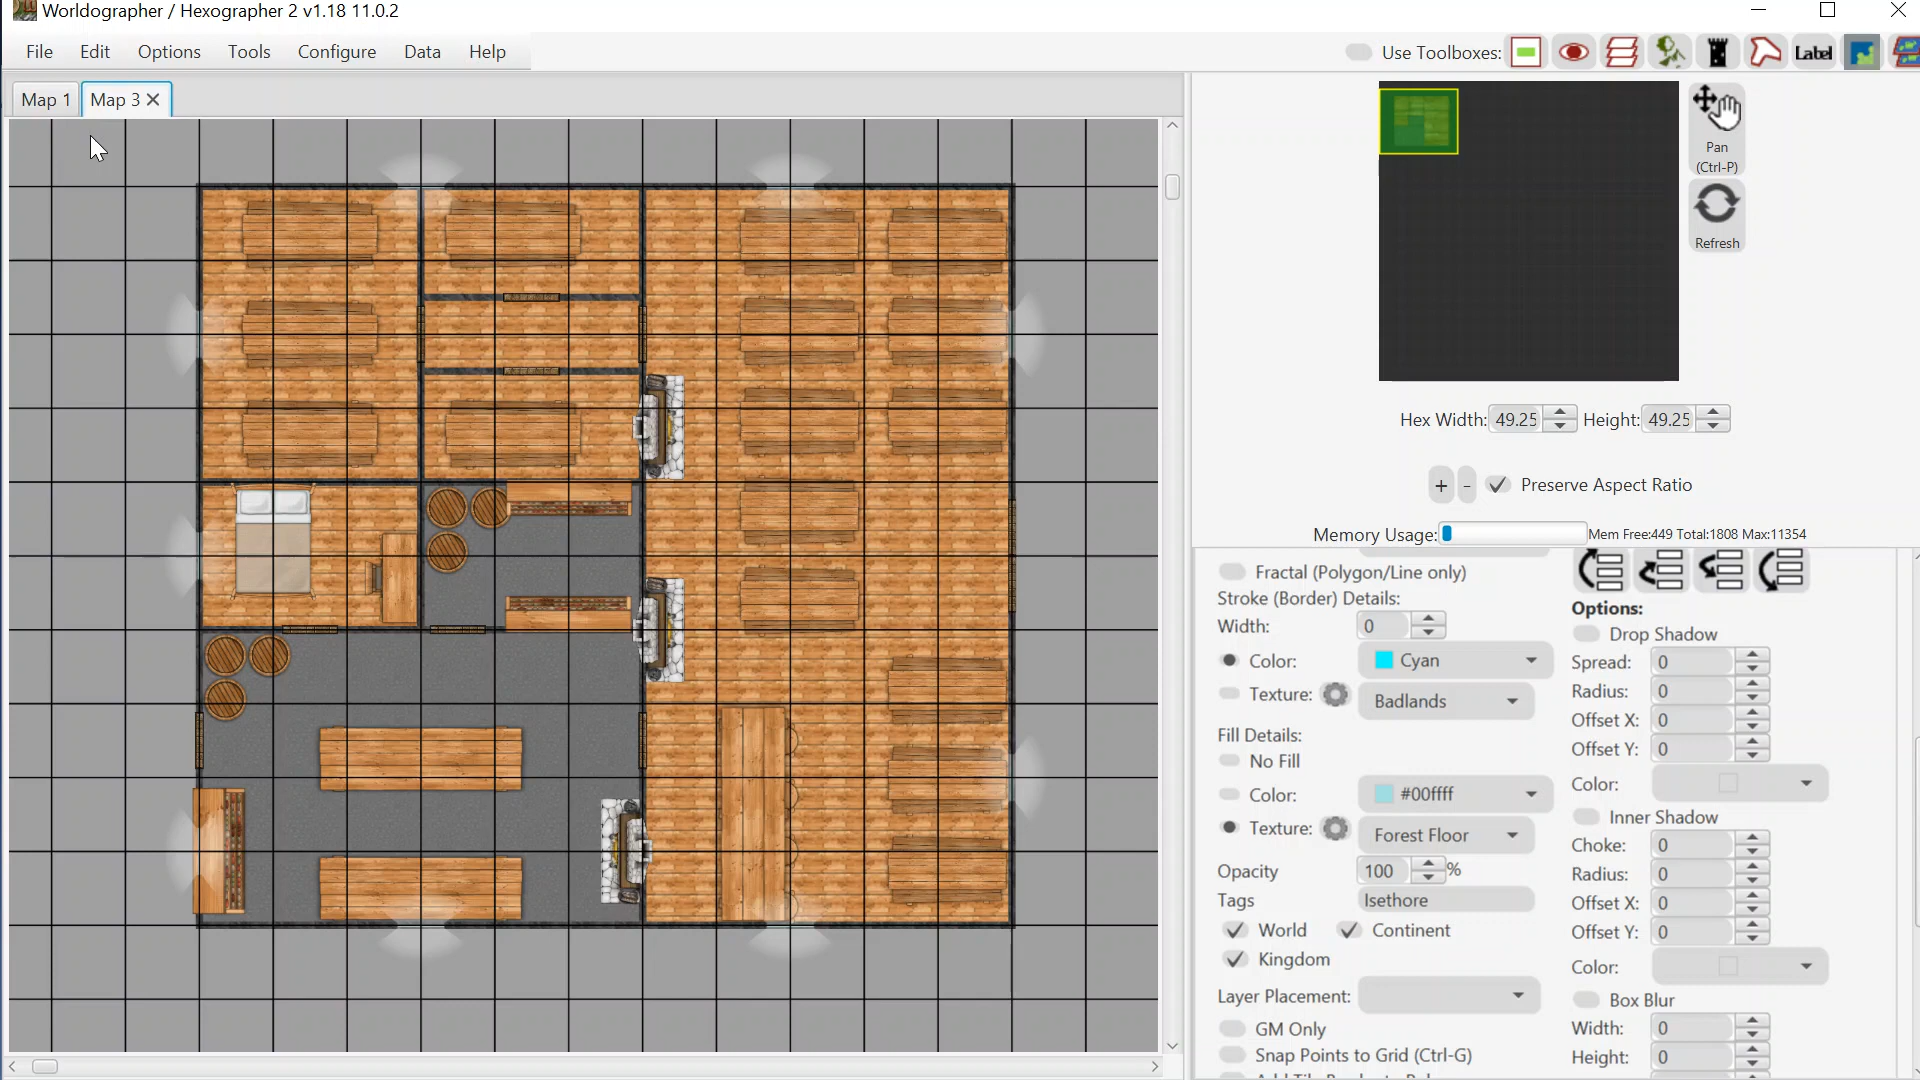 Worldographer / Hexographer 2 v1.18 11.0.2
File Edit Options Tools Configure Data Help
Use Toolboxes: Label
Map 1 Map 3
Pan
(Ctrl-P)
Refresh
Hex Width: 49.25 Height: 49.25
+ - Preserve Aspect Ratio
Memory Usage: Mem Free:449 Total:1808 Max:11354
Fractal (Polygon/Line only)
Stroke (Border) Details:
Width: 0
Color: Cyan
Texture: Badlands
Fill Details:
No Fill
Color: #00ffff
Texture: Forest Floor
Opacity 100 %
Tags Isethore
World Continent
Kingdom
Layer Placement:
GM Only
Snap Points to Grid (Ctrl-G)
Options:
Drop Shadow
Spread: 0
Radius: 0
Offset X: 0
Offset Y: 0
Color:
Inner Shadow
Choke: 0
Radius: 0
Offset X: 0
Offset Y: 0
Color:
Box Blur
Width: 0
Height: 0